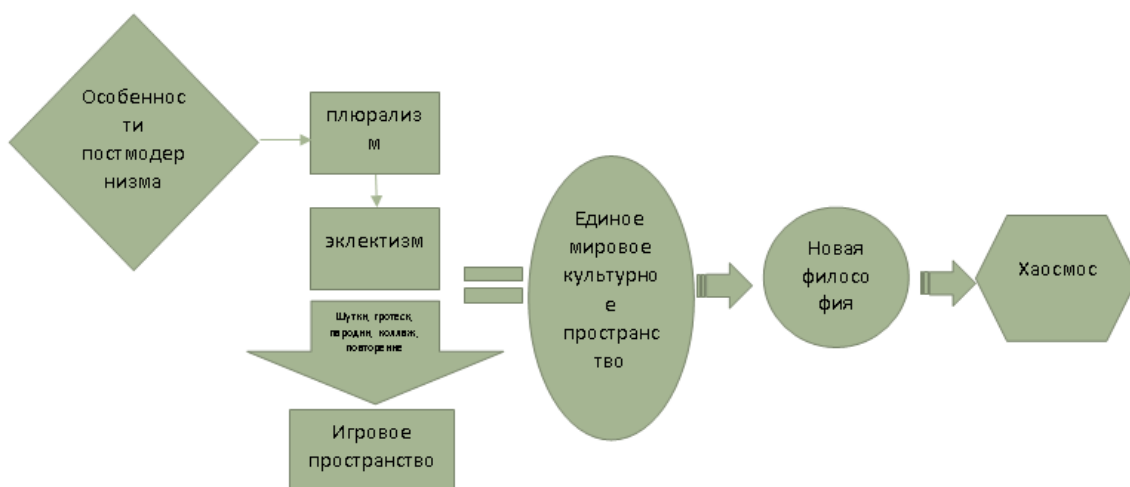 Особеннос
ти
постмодер
низма
плюрализ
м
эклектизм
Шутки, гротеск,
пародии, коллаж,
повторение
Игровое
пространство
Единое
мировое
культурно
е
пространс
тво
Новая
филосо
фия
Хаосмос